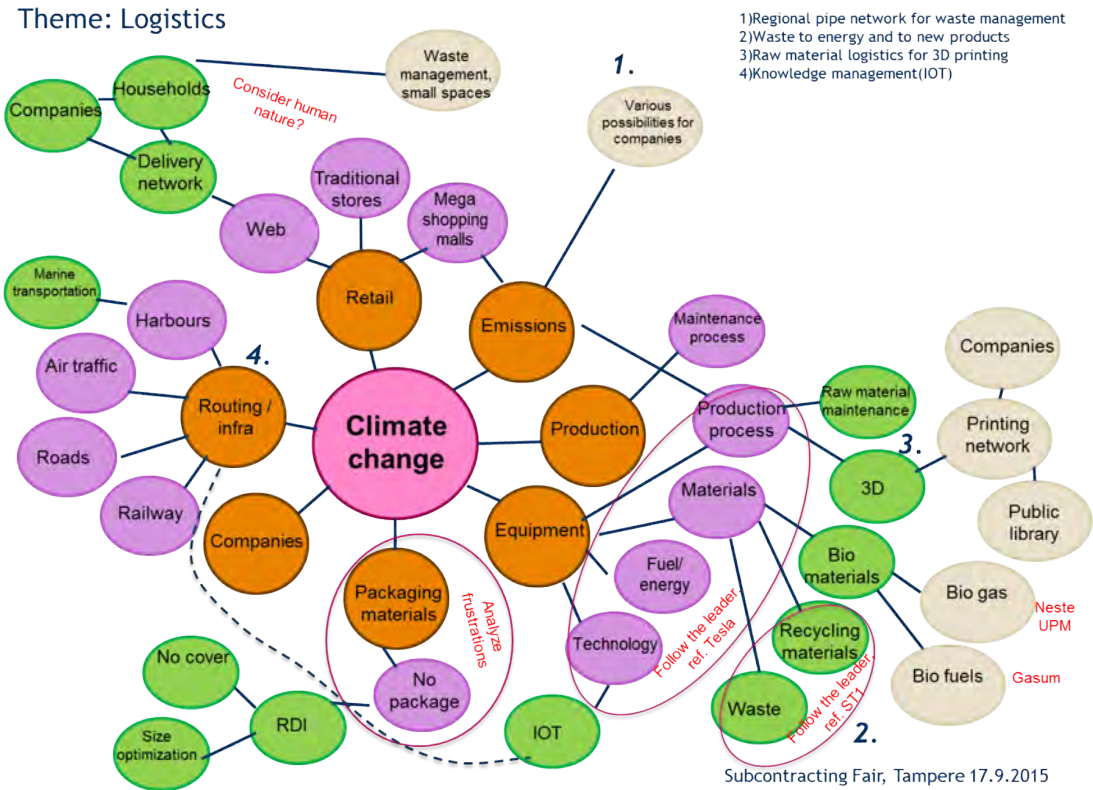 Theme: Logistics
1)Regional pipe network for waste management
2)Waste to energy and to new products
3)Raw material logistics for 3D printing
4)Knowledge management(IOT)
Waste
management,
small spaces
1.
Various
possibilities for
companies
Households
Companies
Delivery
network
Consider human
nature?
Web
Traditional
stores
Mega
shopping
malls
Retail
Emissions
Marine
transportation
Harbours
Air traffic
4.
Routing /
infra
Roads
Railway
Climate
change
Companies
Production
Maintenance
process
Production
process
Raw material
maintenance
3.
3D
Companies
Printing
network
Public
library
Equipment
Materials
Fuel/
energy
Technology
Follow the leader,
ref. Tesla
Bio
materials
Bio gas
Neste
UPM
Bio fuels
Gasum
Recycling
materials
Waste
Follow the leader,
ref. ST1
2.
Packaging
materials
Analyze
frustrations
No
package
No cover
RDI
Size
optimization
IOT
Subcontracting Fair, Tampere 17.9.2015